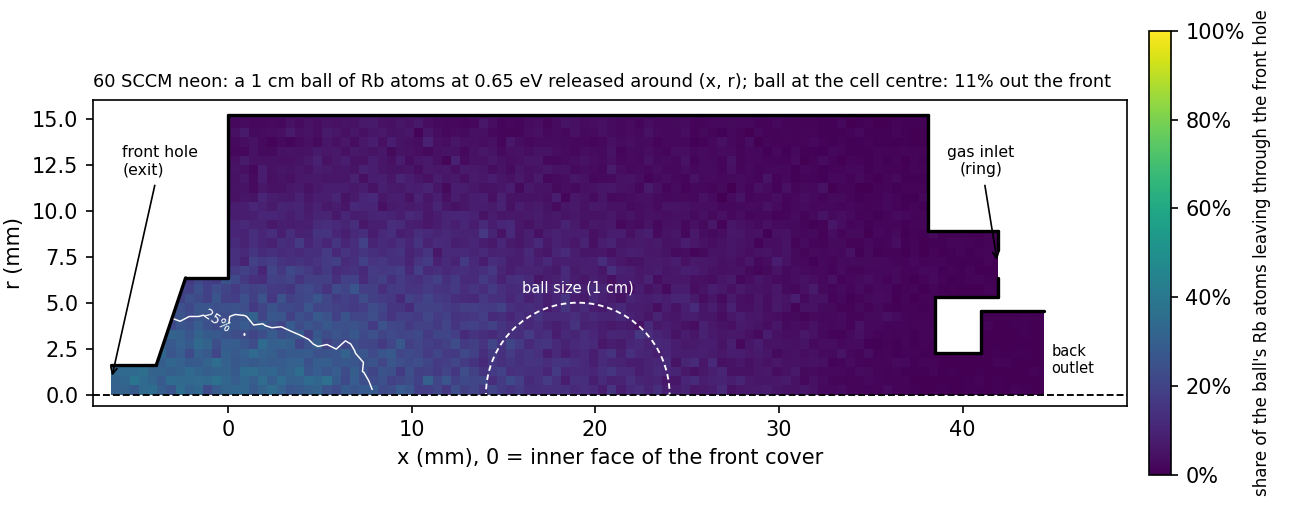 60 SCCM neon: a 1 cm ball of Rb atoms at 0.65 eV released around (x, r); ball at the cell centre: 11% out the front
15.0
12.5
10.0
7.5
5.0
2.5
0.0
r (mm)
front hole
(exit)
gas inlet
(ring)
25%
ball size (1 cm)
back
outlet
0
10
20
30
40
x (mm), 0 = inner face of the front cover
100%
80%
60%
40%
20%
0%
share of the ball's Rb atoms leaving through the front hole